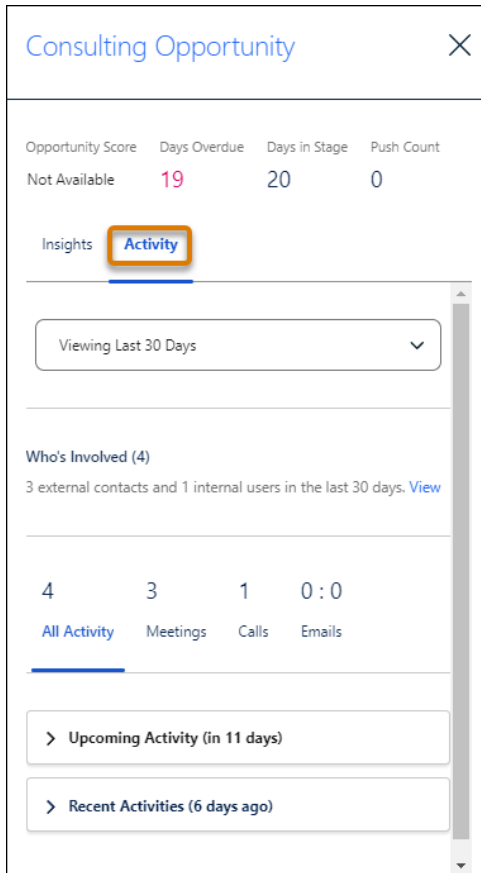 Consulting Opportunity
Opportunity Score Days Overdue Days in Stage Push Count
Not Available 19 20 0
Insights Activity
Viewing Last 30 Days
Who's Involved (4)
3 external contacts and 1 internal users in the last 30 days. View
4 3 1 0 : 0
All Activity Meetings Calls Emails
Upcoming Activity (in 11 days)
Recent Activities (6 days ago)